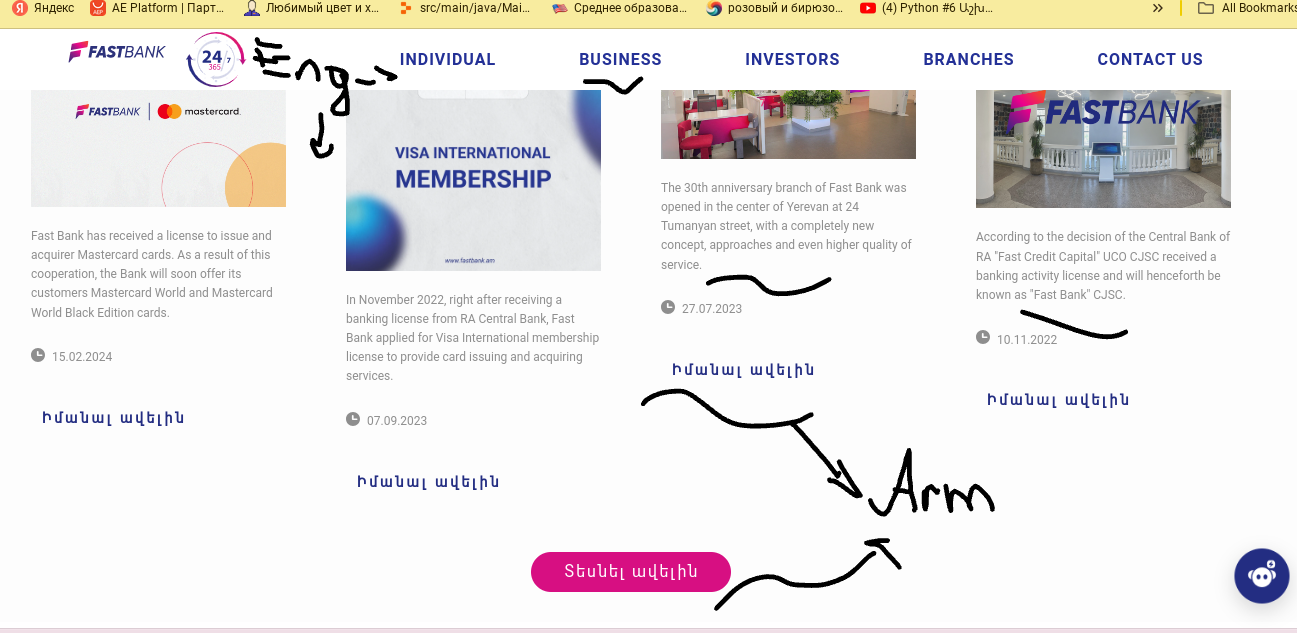 Яндекс
AE Platform | Парт...
Любимый цвет и х...
src/main/java/Mai...
Среднее образова...
розовый и бирюзо...
(4) Python #6 Աշխ...
»
All Bookmarks
FASTBANK
24/7
365
Eng
INDIVIDUAL
BUSINESS
INVESTORS
BRANCHES
CONTACT US
FASTBANK | mastercard.
Fast Bank has received a license to issue and
acquirer Mastercard cards. As a result of this
cooperation, the Bank will soon offer its
customers Mastercard World and Mastercard
World Black Edition cards.
15.02.2024
Իմանալ ավելին
VISA INTERNATIONAL
MEMBERSHIP
www.fastbank.am
In November 2022, right after receiving a
banking license from RA Central Bank, Fast
Bank applied for Visa International membership
license to provide card issuing and acquiring
services.
07.09.2023
Իմանալ ավելին
The 30th anniversary branch of Fast Bank was
opened in the center of Yerevan at 24
Tumanyan street, with a completely new
concept, approaches and even higher quality of
service.
27.07.2023
Իմանալ ավելին
FASTBANK
According to the decision of the Central Bank of
RA "Fast Credit Capital" UCO CJSC received a
banking activity license and will henceforth be
known as "Fast Bank" CJSC.
10.11.2022
Իմանալ ավելին
Arm
Տեսնել ավելին